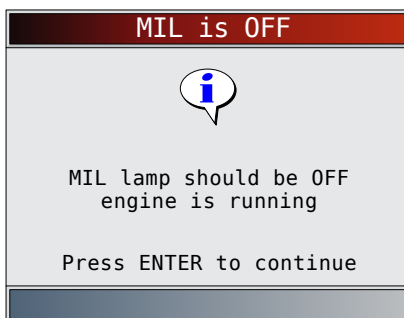 MIL is OFF
i
MIL lamp should be OFF
engine is running
Press ENTER to continue